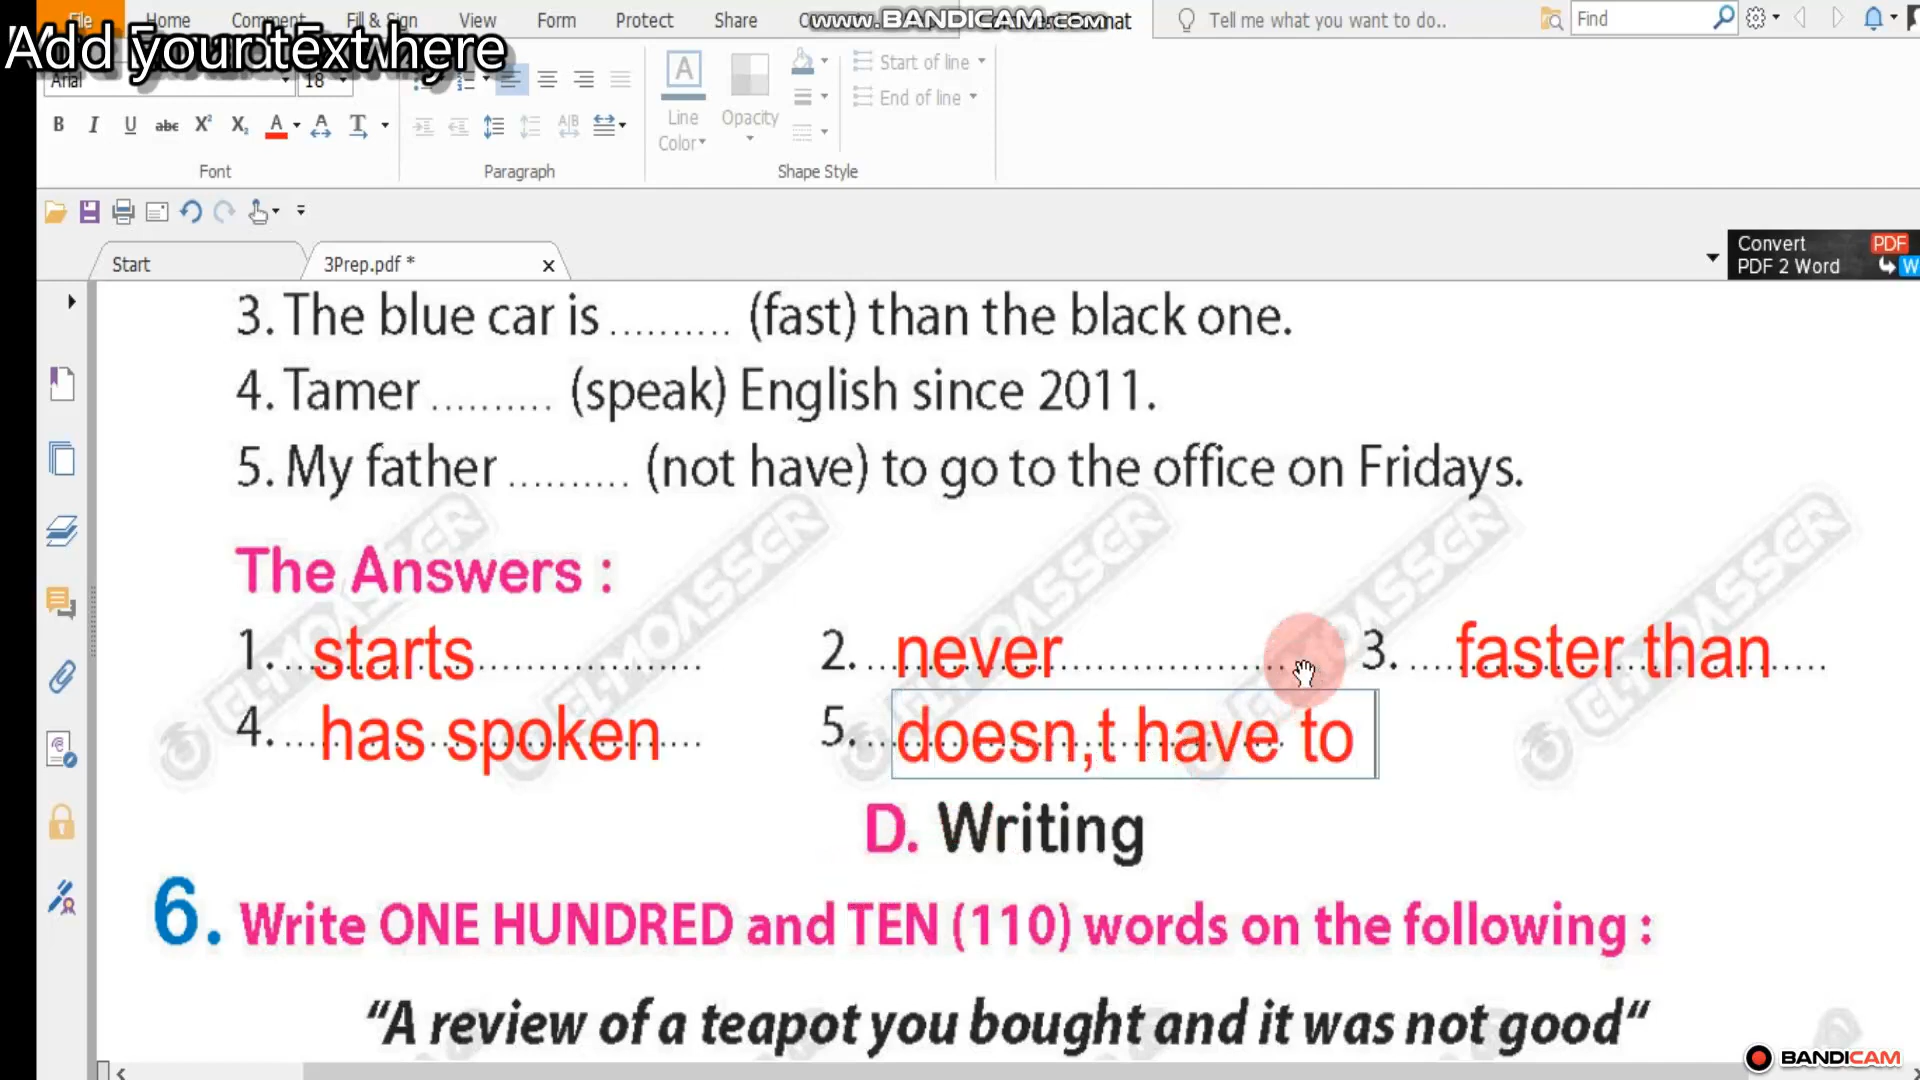 File Home Comment Fill & Sign View Form Protect Share www.BANDICAM.com Format Tell me what you want to do.. Find
Add your text here
Arial 18
Line Color Opacity Start of line
End of line
Font Paragraph Shape Style
Start 3Prep.pdf * x
Convert PDF
PDF 2 Word W
3. The blue car is .......... (fast) than the black one.
4. Tamer .......... (speak) English since 2011.
5. My father .......... (not have) to go to the office on Fridays.
The Answers :
1. starts 2. never 3. faster than
4. has spoken 5. doesn,t have to
D. Writing
6. Write ONE HUNDRED and TEN (110) words on the following :
"A review of a teapot you bought and it was not good"
ELMOASSER ELMOASSER ELMOASSER ELMOASSER ELMOASSER
BANDICAM